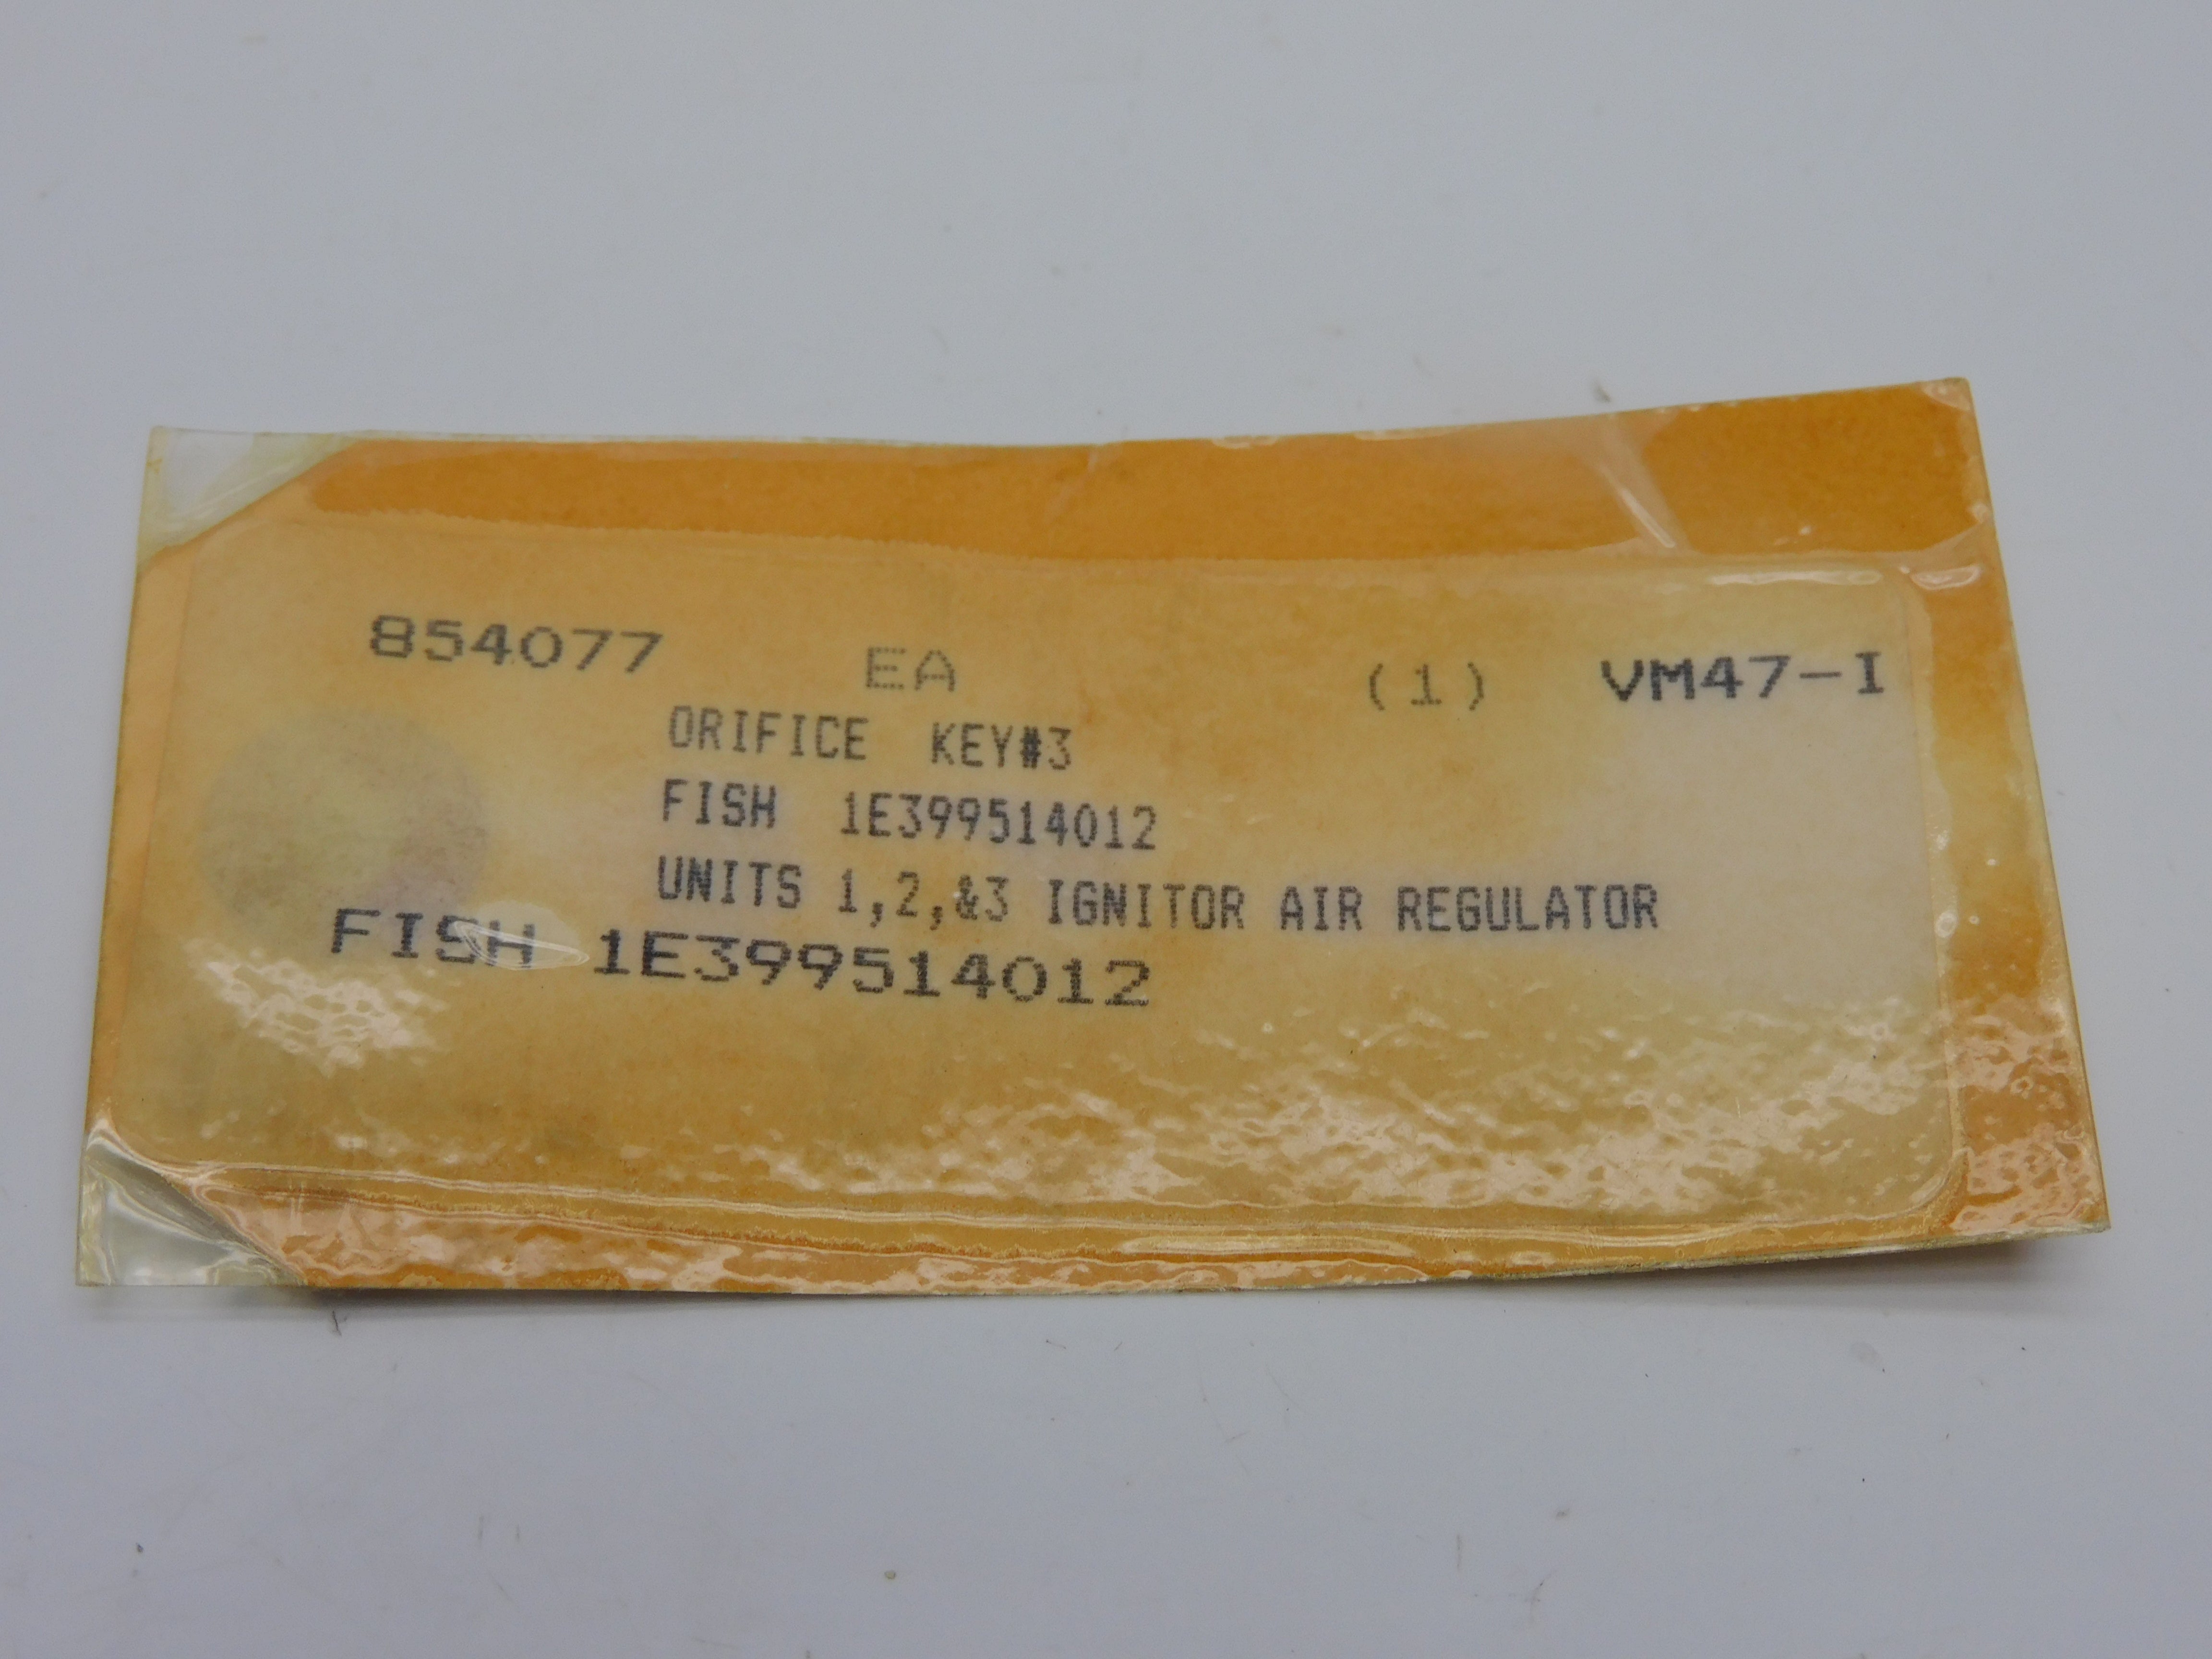 854077 EA (1) VM47-I
ORIFICE KEY#3
FISH 1E399514012
UNITS 1,2,&3 IGNITOR AIR REGULATOR
FISH 1E399514012